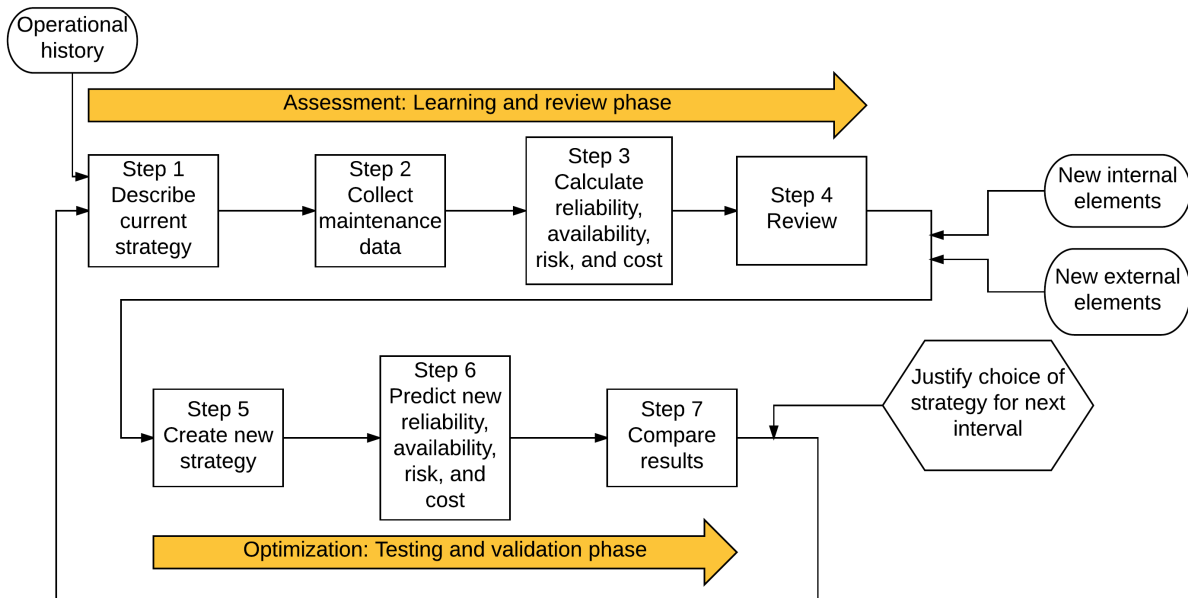 Operational
history
Assessment: Learning and review phase
Step 1
Describe
current
strategy
Step 2
Collect
maintenance
data
Step 3
Calculate
reliability,
availability,
risk, and cost
Step 4
Review
New internal
elements
New external
elements
Step 5
Create new
strategy
Step 6
Predict new
reliability,
availability,
risk, and
cost
Step 7
Compare
results
Justify choice of
strategy for next
interval
Optimization: Testing and validation phase